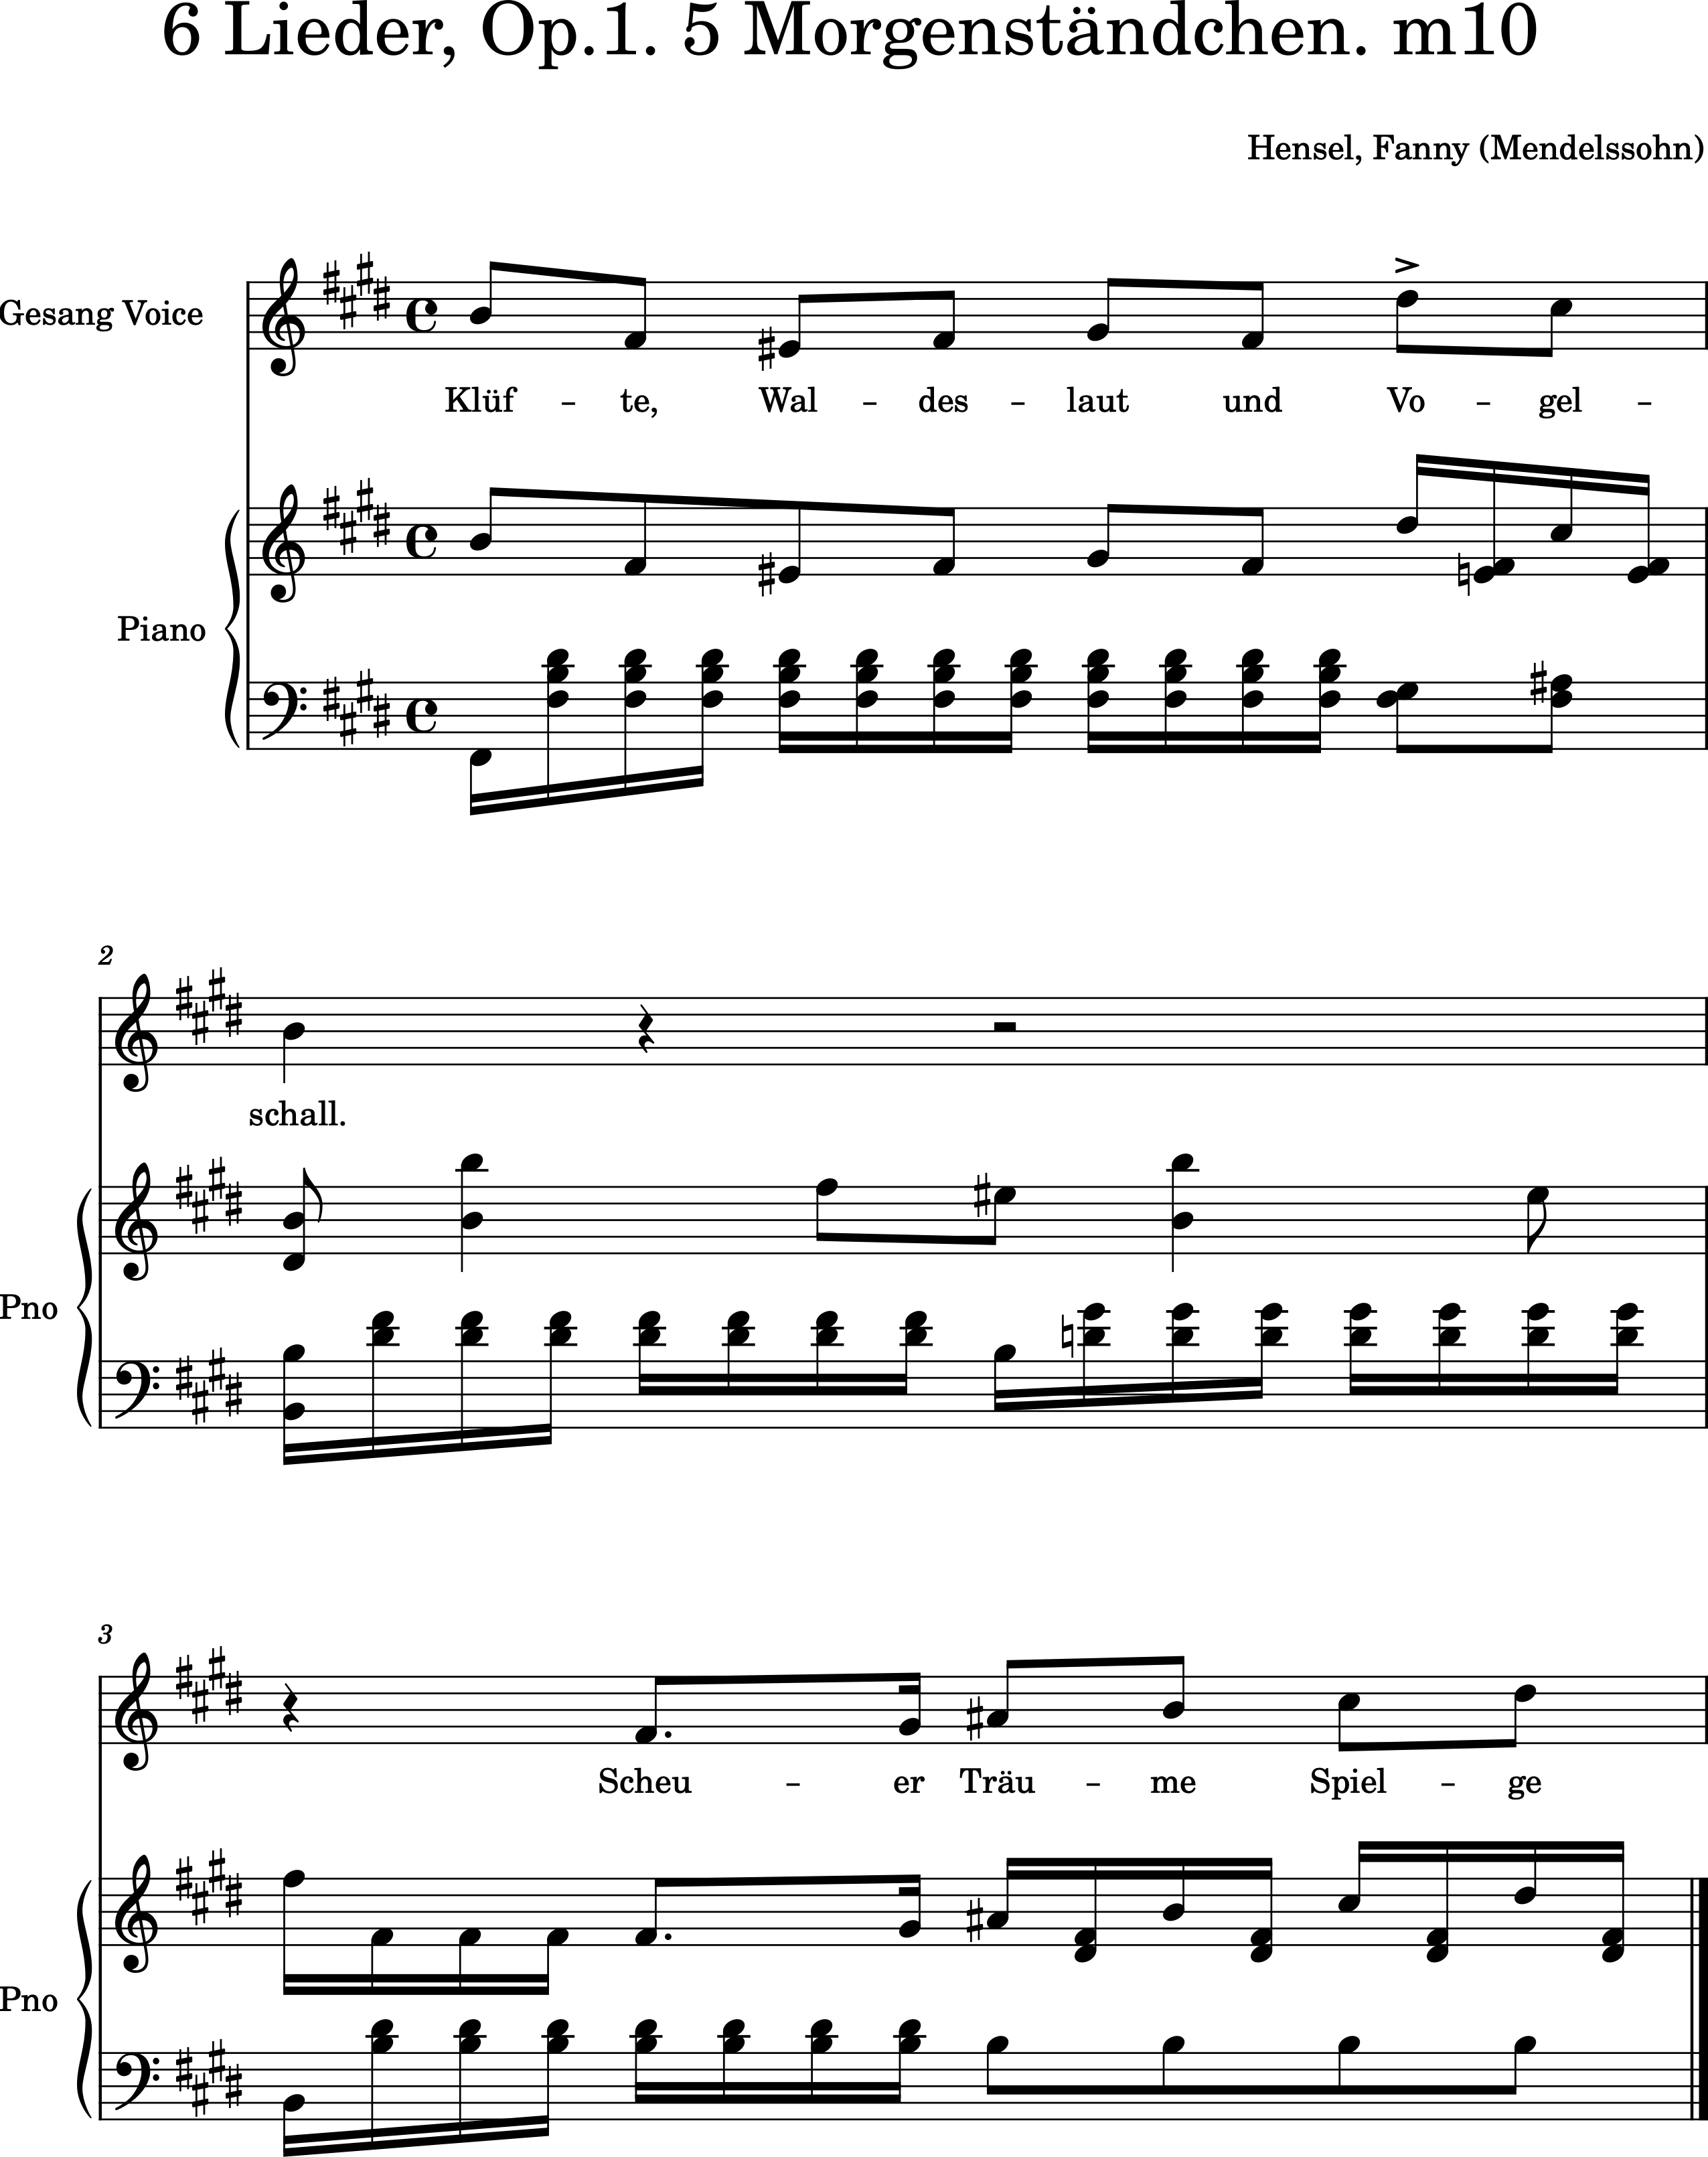 6 Lieder, Op.1. 5 Morgenständchen. m10
Hensel, Fanny (Mendelssohn)
Gesang Voice
Klüf - te, Wal - des - laut und Vo - gel -
Piano
2
schall.
Pno
3
Scheu - er Träu - me Spiel - ge
Pno